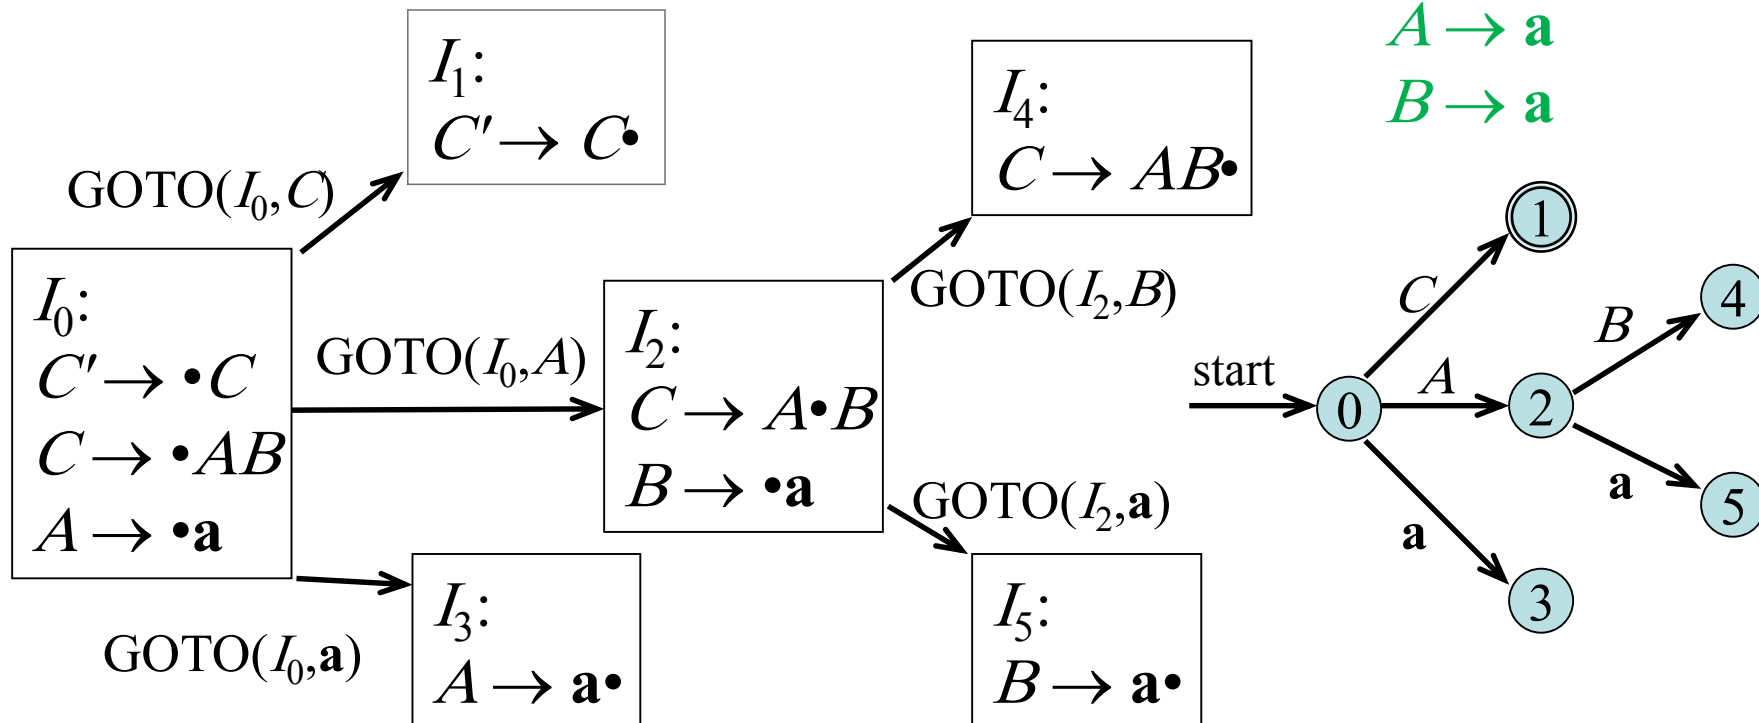 I₁:
C′ → C•
GOTO(I₀,C)
I₀:
C′ → •C
C → •AB
A → •a
GOTO(I₀,A)
GOTO(I₀,a)
I₃:
A → a•
I₂:
C → A•B
B → •a
I₄:
C → AB•
GOTO(I₂,B)
GOTO(I₂,a)
I₅:
B → a•
A → a
B → a
start
0
C
1
A
2
a
3
B
4
a
5